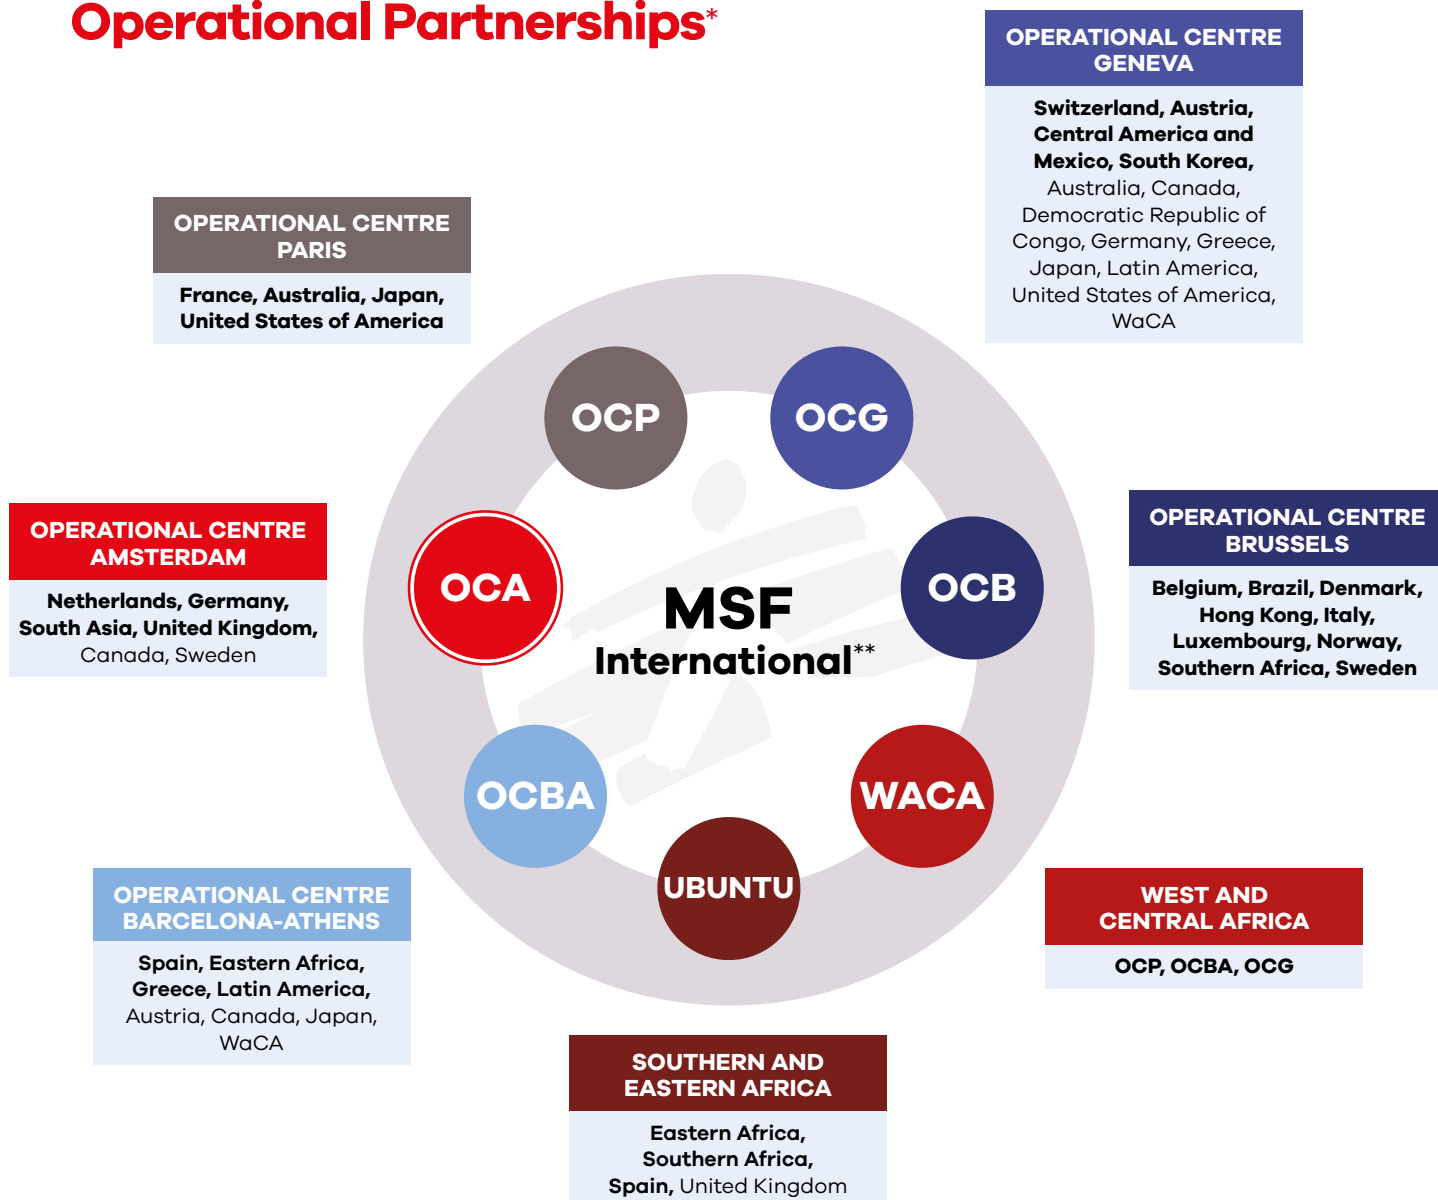 Operational Partnerships*
OPERATIONAL CENTRE
GENEVA
Switzerland, Austria,
Central America and
Mexico, South Korea,
Australia, Canada,
Democratic Republic of
Congo, Germany, Greece,
Japan, Latin America,
United States of America,
WaCA
OPERATIONAL CENTRE
PARIS
France, Australia, Japan,
United States of America
OCP
OCG
OPERATIONAL CENTRE
AMSTERDAM
Netherlands, Germany,
South Asia, United Kingdom,
Canada, Sweden
OCA
MSF
International**
OCB
OPERATIONAL CENTRE
BRUSSELS
Belgium, Brazil, Denmark,
Hong Kong, Italy,
Luxembourg, Norway,
Southern Africa, Sweden
OCBA
WACA
UBUNTU
OPERATIONAL CENTRE
BARCELONA-ATHENS
Spain, Eastern Africa,
Greece, Latin America,
Austria, Canada, Japan,
WaCA
WEST AND
CENTRAL AFRICA
OCP, OCBA, OCG
SOUTHERN AND
EASTERN AFRICA
Eastern Africa,
Southern Africa,
Spain, United Kingdom